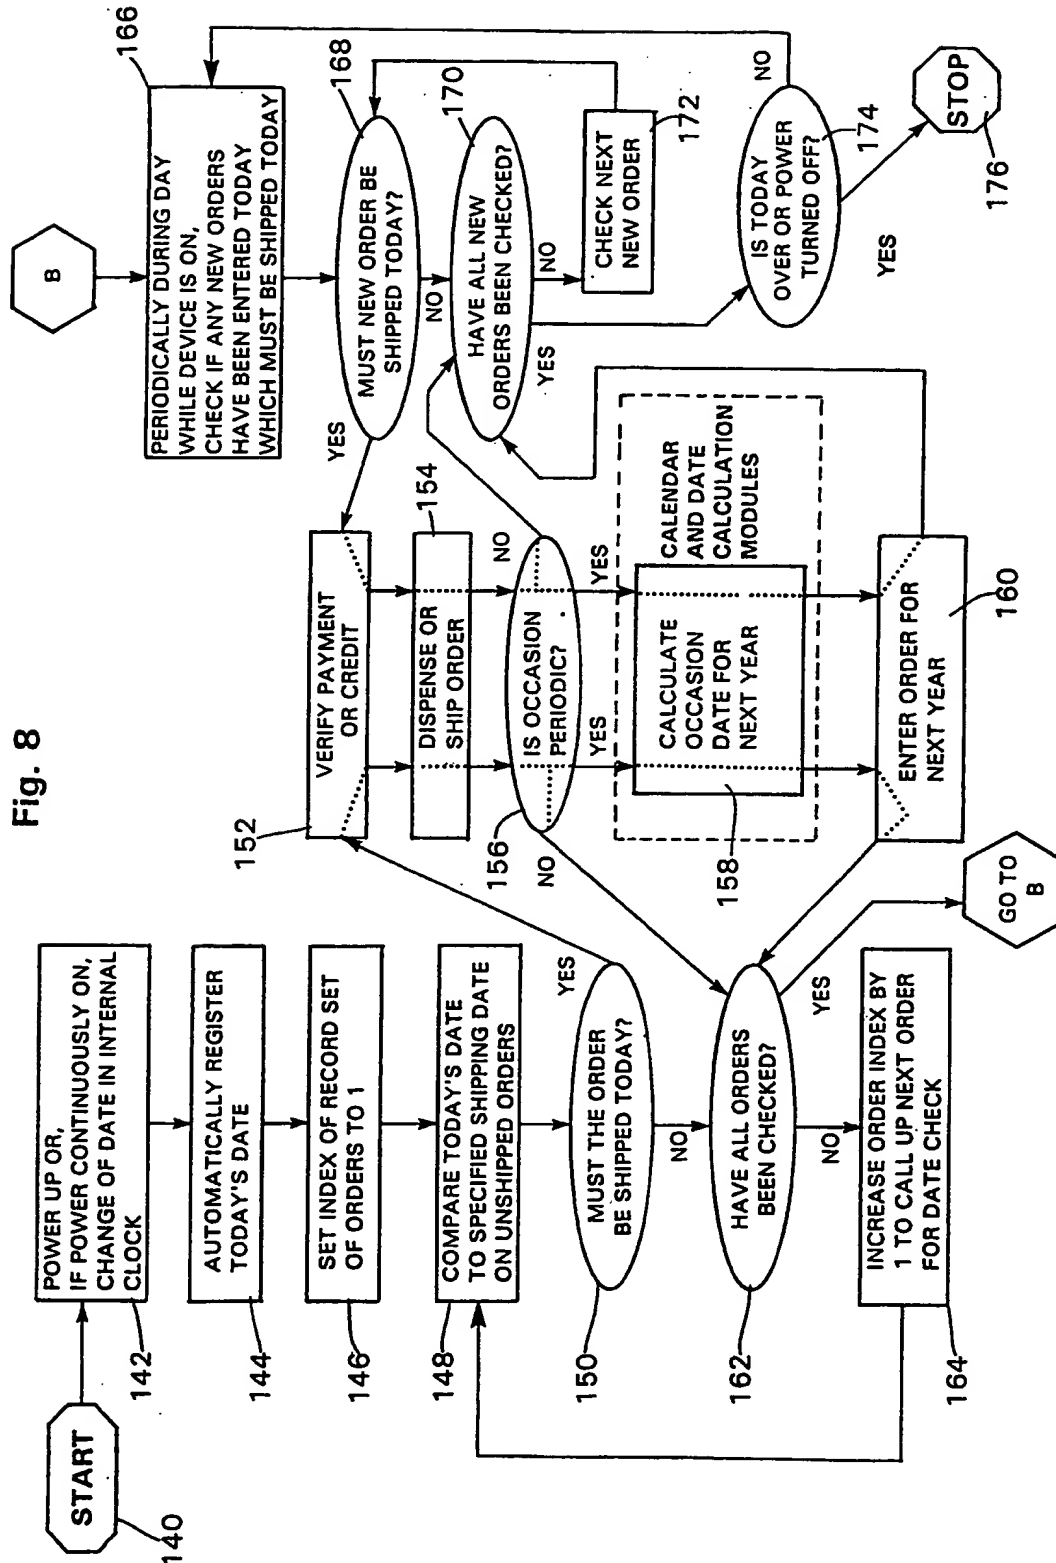 Fig. 8
START
140
POWER UP OR,
IF POWER CONTINUOUSLY ON,
CHANGE OF DATE IN INTERNAL
CLOCK
142
AUTOMATICALLY REGISTER
TODAY'S DATE
144
SET INDEX OF RECORD SET
OF ORDERS TO 1
146
COMPARE TODAY'S DATE
TO SPECIFIED SHIPPING DATE
ON UNSHIPPED ORDERS
148
MUST THE ORDER
BE SHIPPED TODAY?
150
YES
NO
HAVE ALL ORDERS
BEEN CHECKED?
162
YES
NO
INCREASE ORDER INDEX BY
1 TO CALL UP NEXT ORDER
FOR DATE CHECK
164
GO TO
B
VERIFY PAYMENT
OR CREDIT
152
DISPENSE OR
SHIP ORDER
154
IS OCCASION
PERIODIC?
156
NO
NO
YES
YES
CALCULATE
OCCASION
DATE FOR
NEXT YEAR
158
CALENDAR
AND DATE
CALCULATION
MODULES
ENTER ORDER FOR
NEXT YEAR
160
B
PERIODICALLY DURING DAY
WHILE DEVICE IS ON,
CHECK IF ANY NEW ORDERS
HAVE BEEN ENTERED TODAY
WHICH MUST BE SHIPPED TODAY
166
MUST NEW ORDER BE
SHIPPED TODAY?
168
YES
NO
HAVE ALL NEW
ORDERS BEEN CHECKED?
170
YES
NO
CHECK NEXT
NEW ORDER
172
IS TODAY
OVER OR POWER
TURNED OFF?
174
NO
YES
STOP
176